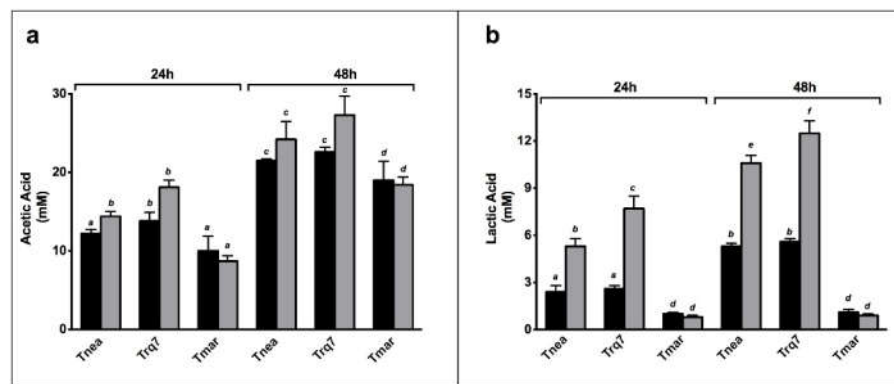 a
24h
48h
30
20
10
0
Acetic Acid
(mM)
a
b
b
b
a
a
c
c
c
c
d
d
Tnea
Trq7
Tmar
Tnea
Trq7
Tmar
b
24h
48h
15
12
9
6
3
0
Lactic Acid
(mM)
a
b
a
c
d
d
b
e
b
f
d
d
Tnea
Trq7
Tmar
Tnea
Trq7
Tmar